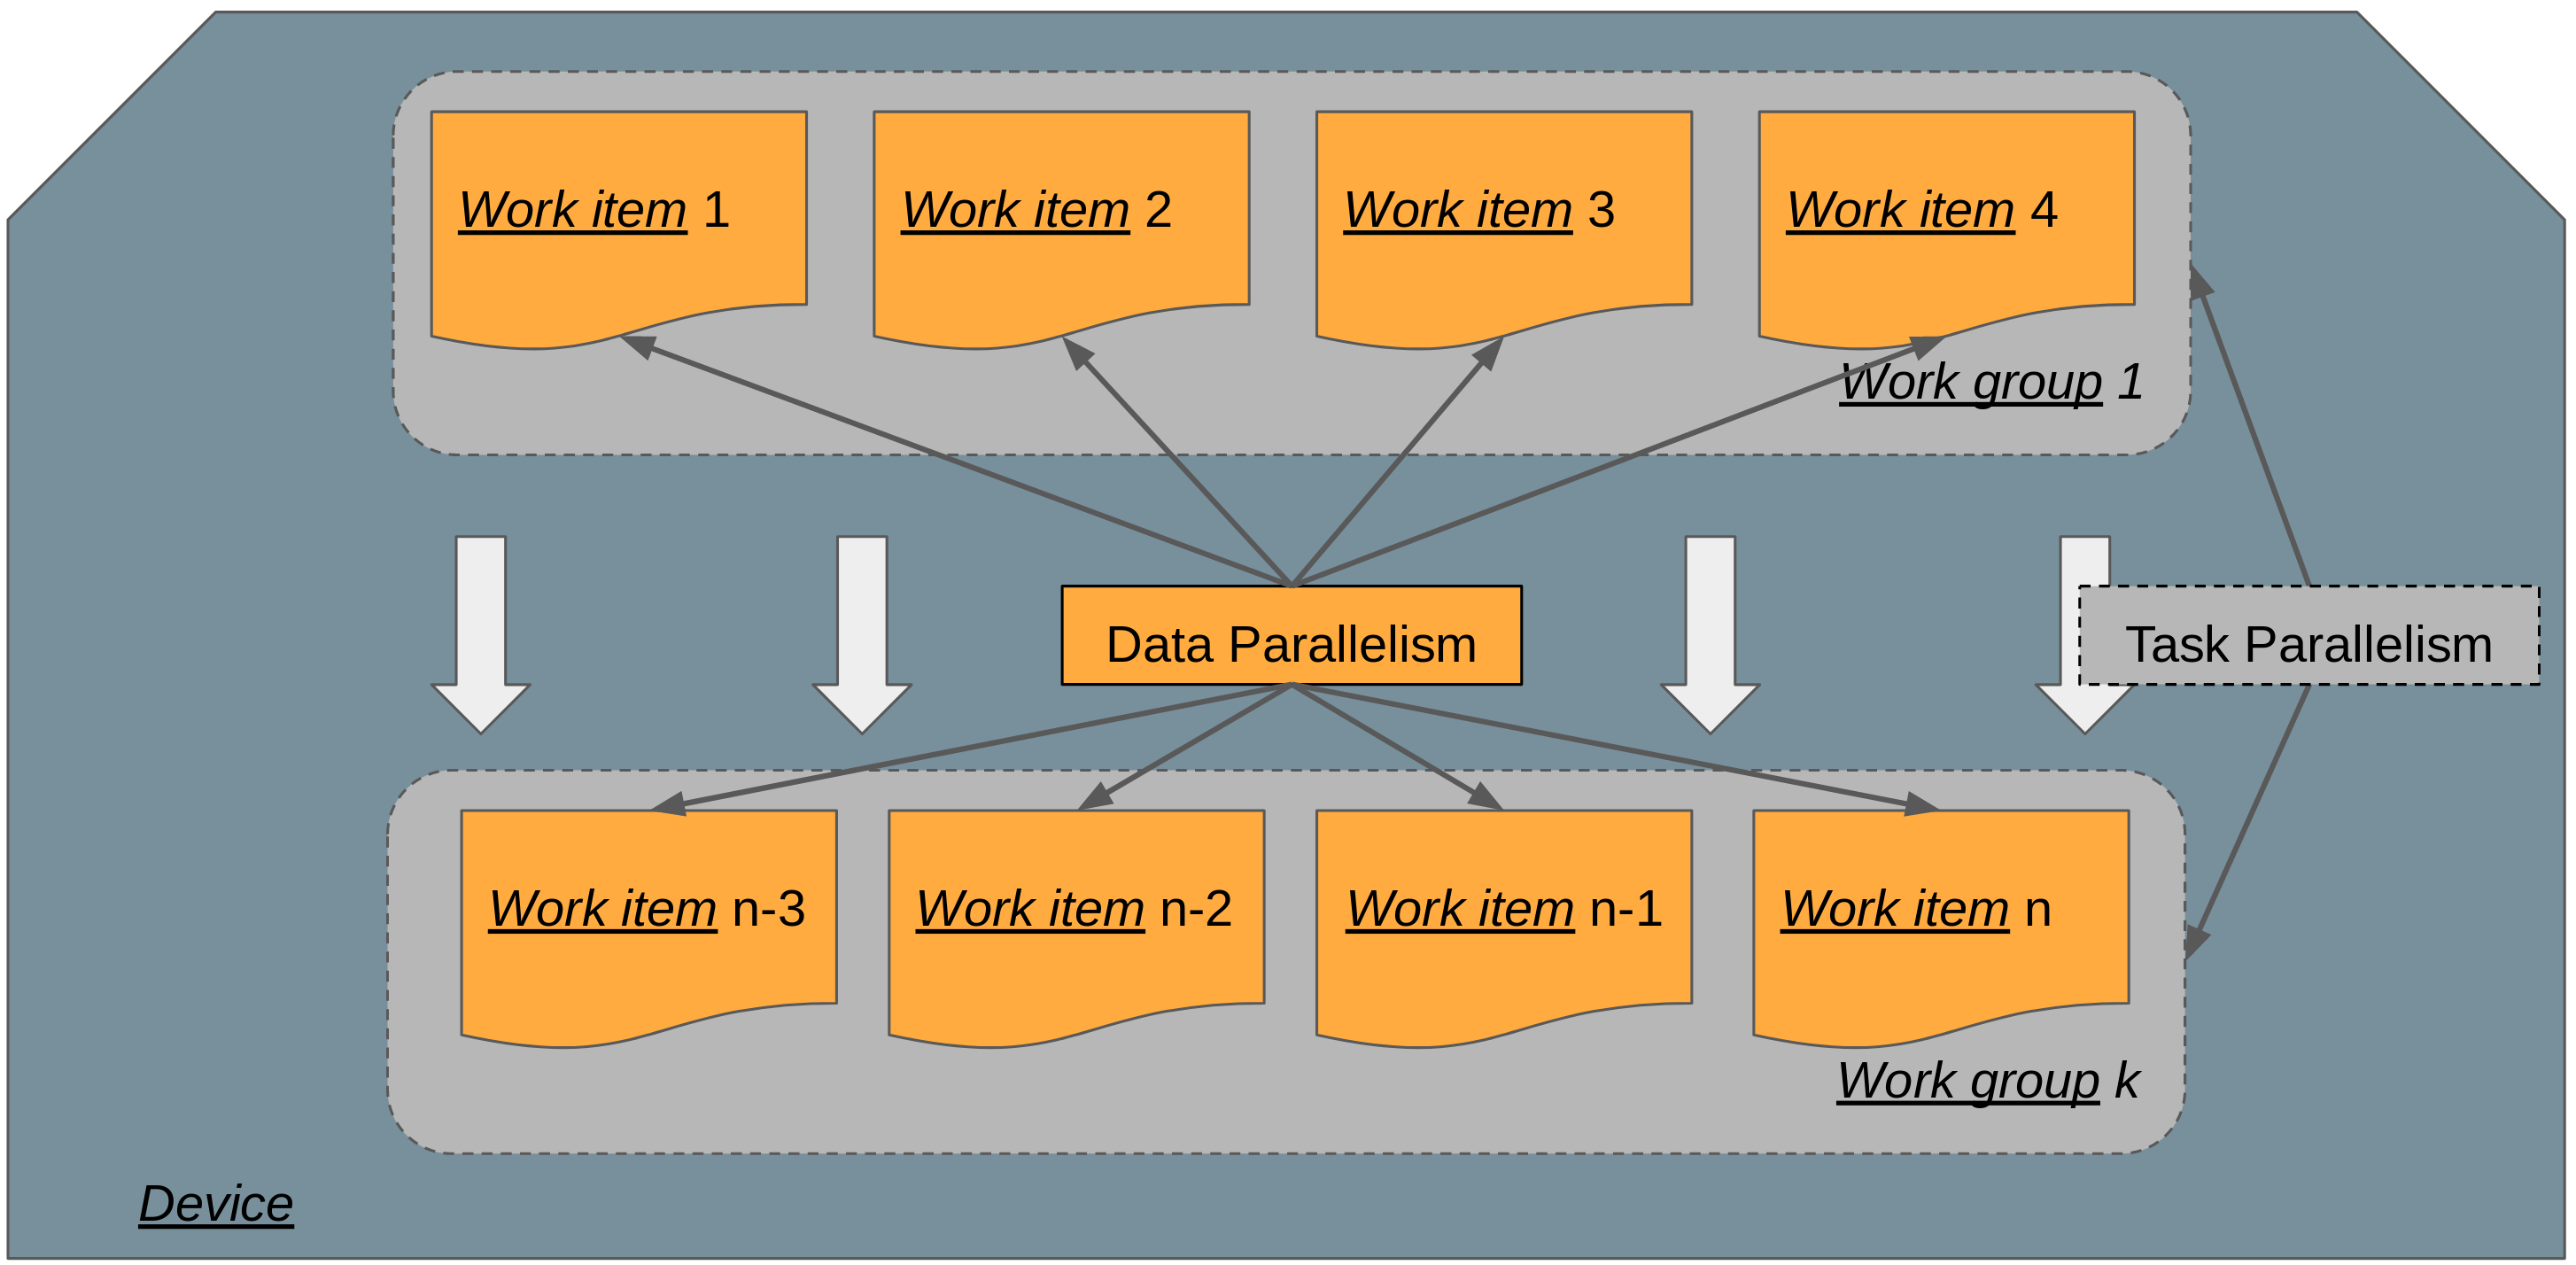 Work item 1
Work item 2
Work item 3
Work item 4
Work group 1
Data Parallelism
Task Parallelism
Work item n-3
Work item n-2
Work item n-1
Work item n
Work group k
Device